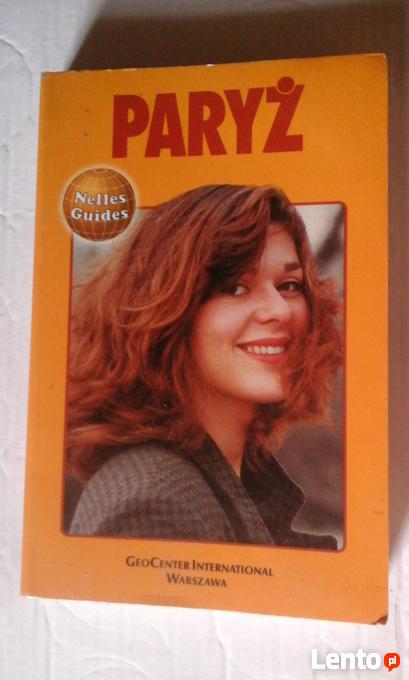 PARYŻ
Nelles
Guides
GEOCENTER INTERNATIONAL
WARSZAWA
Lento.pl